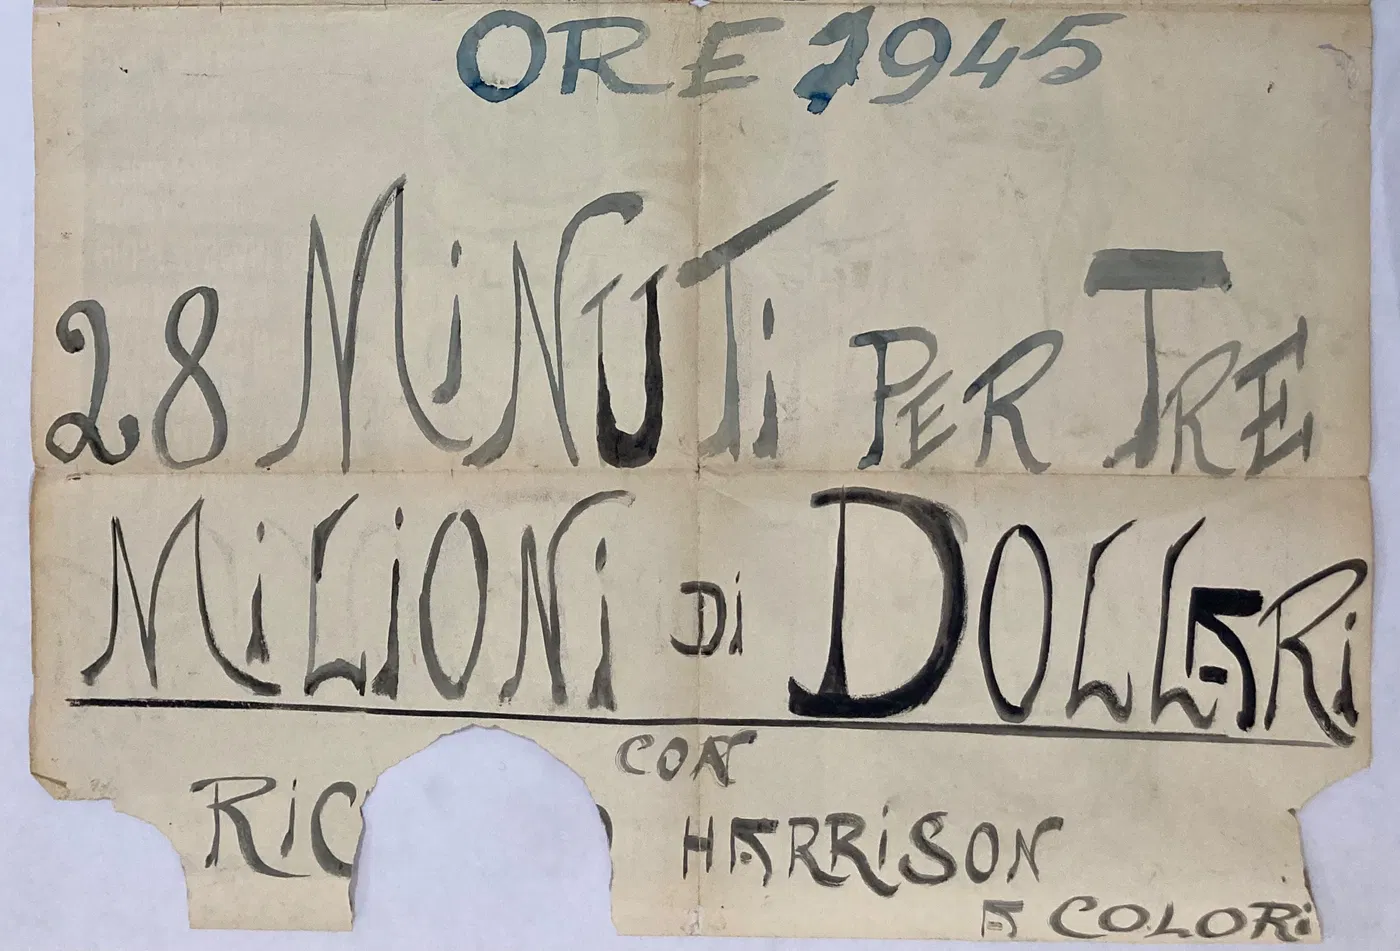 ORE 1945
28 MINUTI PER TRE
MILIONI DI DOLLARI
CON
RIC HARRISON
A COLORI